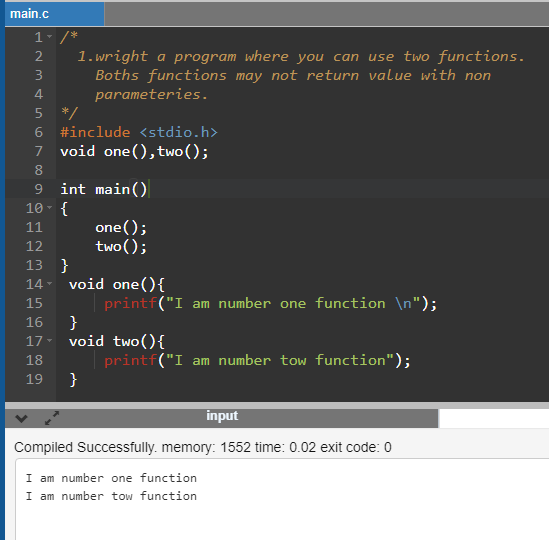 main.c
1 /*
2 1.wright a program where you can use two functions.
3 Boths functions may not return value with non
4 parameteries.
5 */
6 #include <stdio.h>
7 void one(),two();
8
9 int main()
10 {
11 one();
12 two();
13 }
14 void one(){
15 printf("I am number one function \n");
16 }
17 void two(){
18 printf("I am number tow function");
19 }
input
Compiled Successfully. memory: 1552 time: 0.02 exit code: 0
I am number one function
I am number tow function